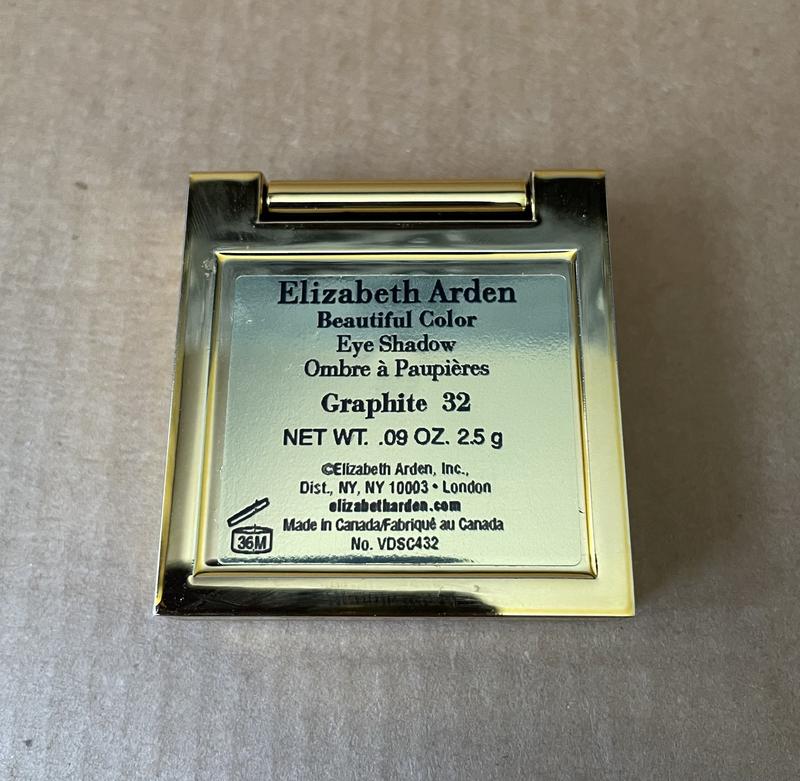 Elizabeth Arden
Beautiful Color
Eye Shadow
Ombre à Paupières
Graphite 32
NET WT. .09 OZ. 2.5 g
©Elizabeth Arden, Inc.,
Dist., NY, NY 10003 • London
elizabetharden.com
Made in Canada/Fabriqué au Canada
36M
No. VDSC432